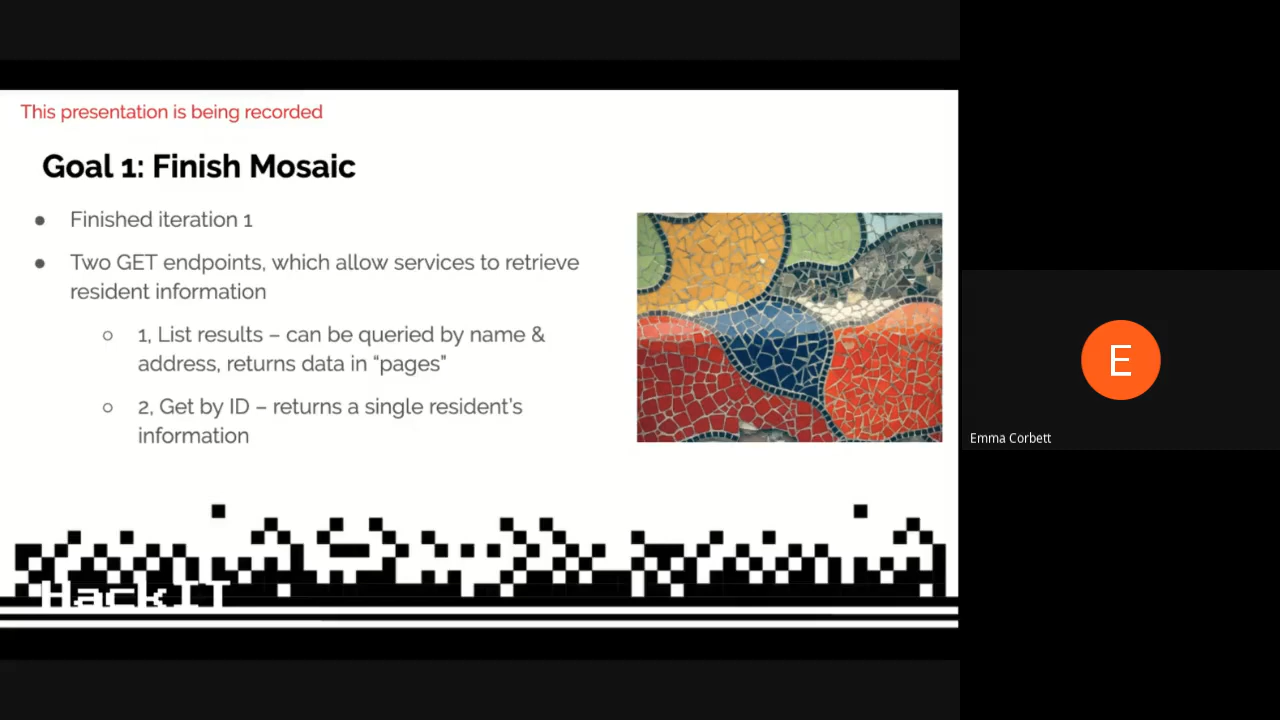 This presentation is being recorded
Goal 1: Finish Mosaic
● Finished iteration 1
● Two GET endpoints, which allow services to retrieve
resident information
○ 1, List results – can be queried by name &
address, returns data in “pages”
○ 2, Get by ID – returns a single resident’s
information
HackIT
E
Emma Corbett